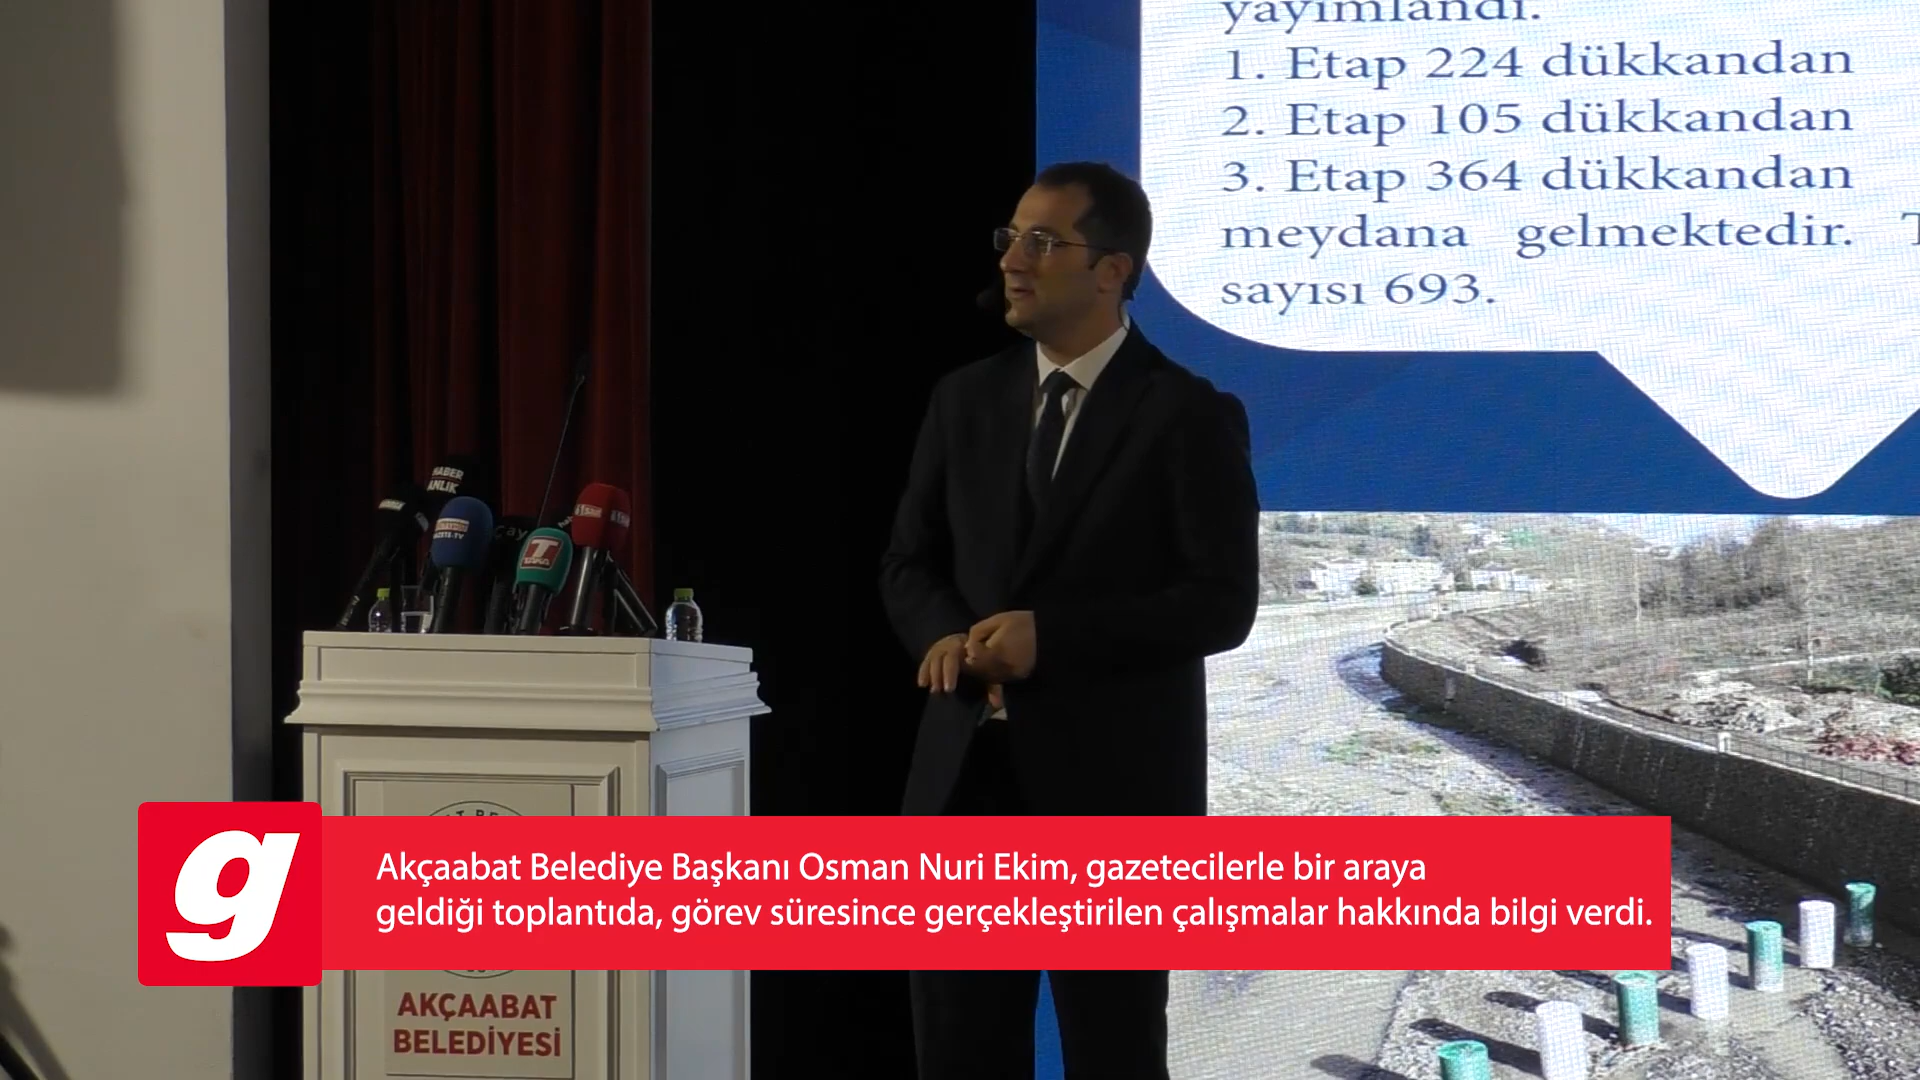 yayımlandı.
1. Etap 224 dükkandan
2. Etap 105 dükkandan
3. Etap 364 dükkandan
meydana gelmektedir.
sayısı 693.
HABER
ANLIK
g
Akçaabat Belediye Başkanı Osman Nuri Ekim, gazetecilerle bir araya
geldiği toplantıda, görev süresince gerçekleştirilen çalışmalar hakkında bilgi verdi.
AKÇAABAT
BELEDİYESİ